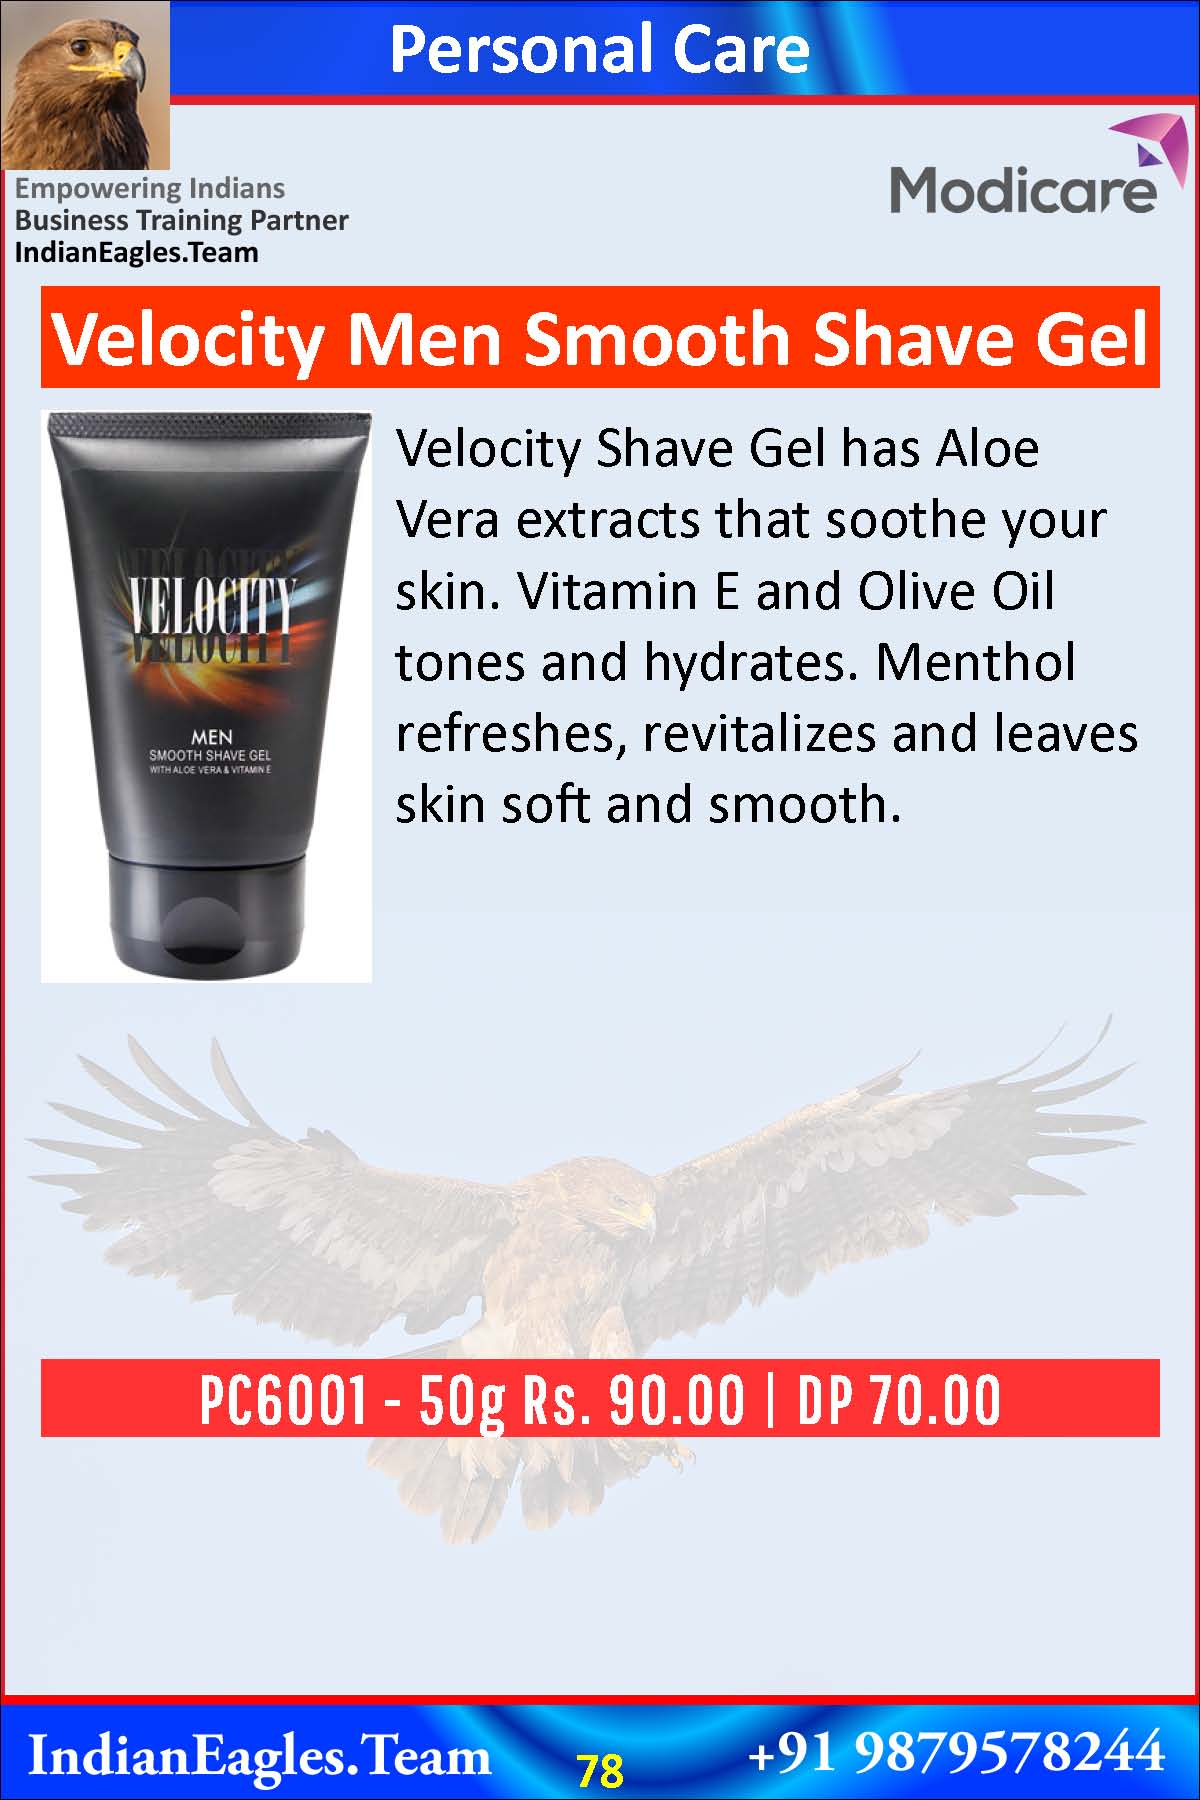 Personal Care
Empowering Indians
Business Training Partner
IndianEagles.Team
Modicare
Velocity Men Smooth Shave Gel
VELOCITY
MEN
SMOOTH SHAVE GEL
WITH ALOE VERA & VITAMIN E
Velocity Shave Gel has Aloe
Vera extracts that soothe your
skin. Vitamin E and Olive Oil
tones and hydrates. Menthol
refreshes, revitalizes and leaves
skin soft and smooth.
PC6001 - 50g Rs. 90.00 | DP 70.00
IndianEagles.Team
78
+91 9879578244